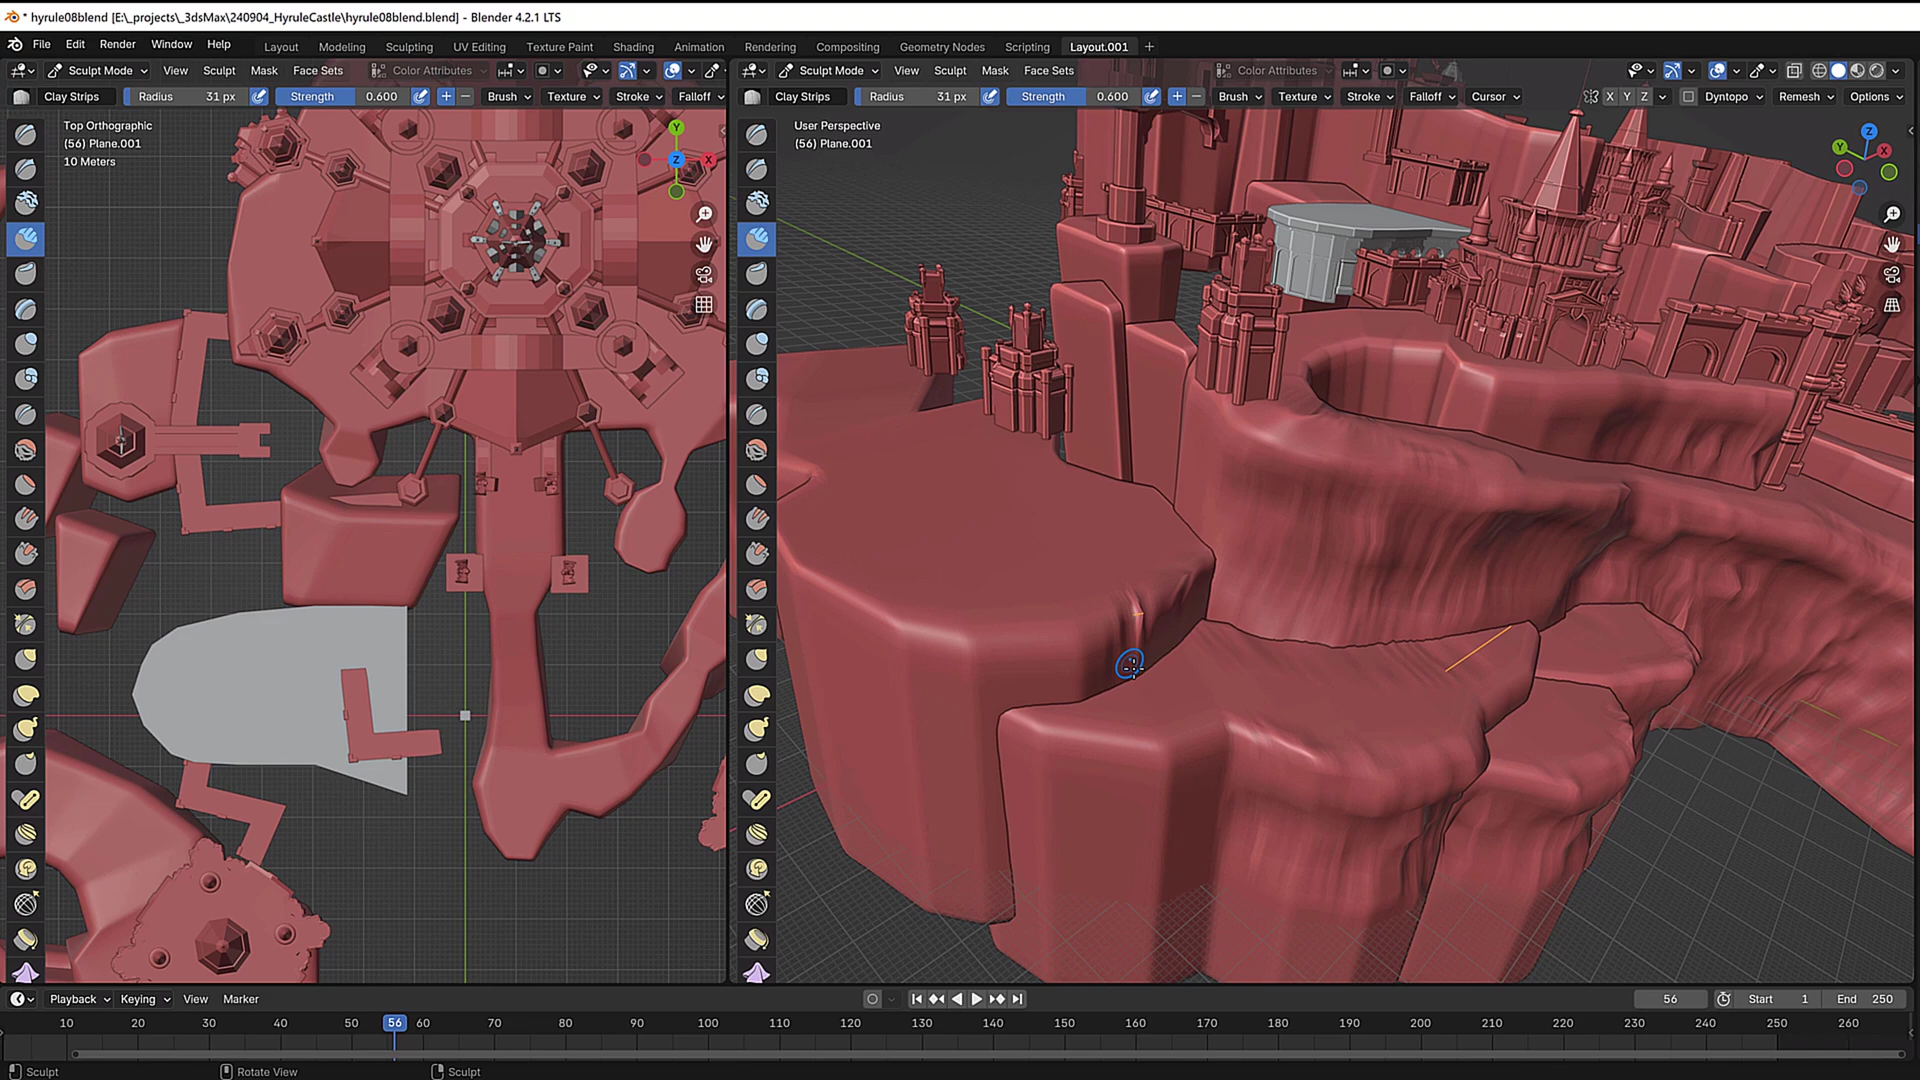 * hyrule08blend [E:\_projects\_3dsMax\240904_HyruleCastle\hyrule08blend.blend] - Blender 4.2.1 LTS
File Edit Render Window Help Layout Modeling Sculpting UV Editing Texture Paint Shading Animation Rendering Compositing Geometry Nodes Scripting Layout.001 +
Sculpt Mode View Sculpt Mask Face Sets Color Attributes
Sculpt Mode View Sculpt Mask Face Sets Color Attributes
Clay Strips Radius 31 px Strength 0.600 + − Brush Texture Stroke Falloff
Clay Strips Radius 31 px Strength 0.600 + − Brush Texture Stroke Falloff Cursor X Y Z Dyntopo Remesh Options
Top Orthographic
(56) Plane.001
10 Meters
Y
Z
X
User Perspective
(56) Plane.001
Z
Y
X
Playback Keying View Marker 56 Start 1 End 250
10 20 30 40 50 56 60 70 80 90 100 110 120 130 140 150 160 170 180 190 200 210 220 230 240 250 260
Sculpt Rotate View Sculpt